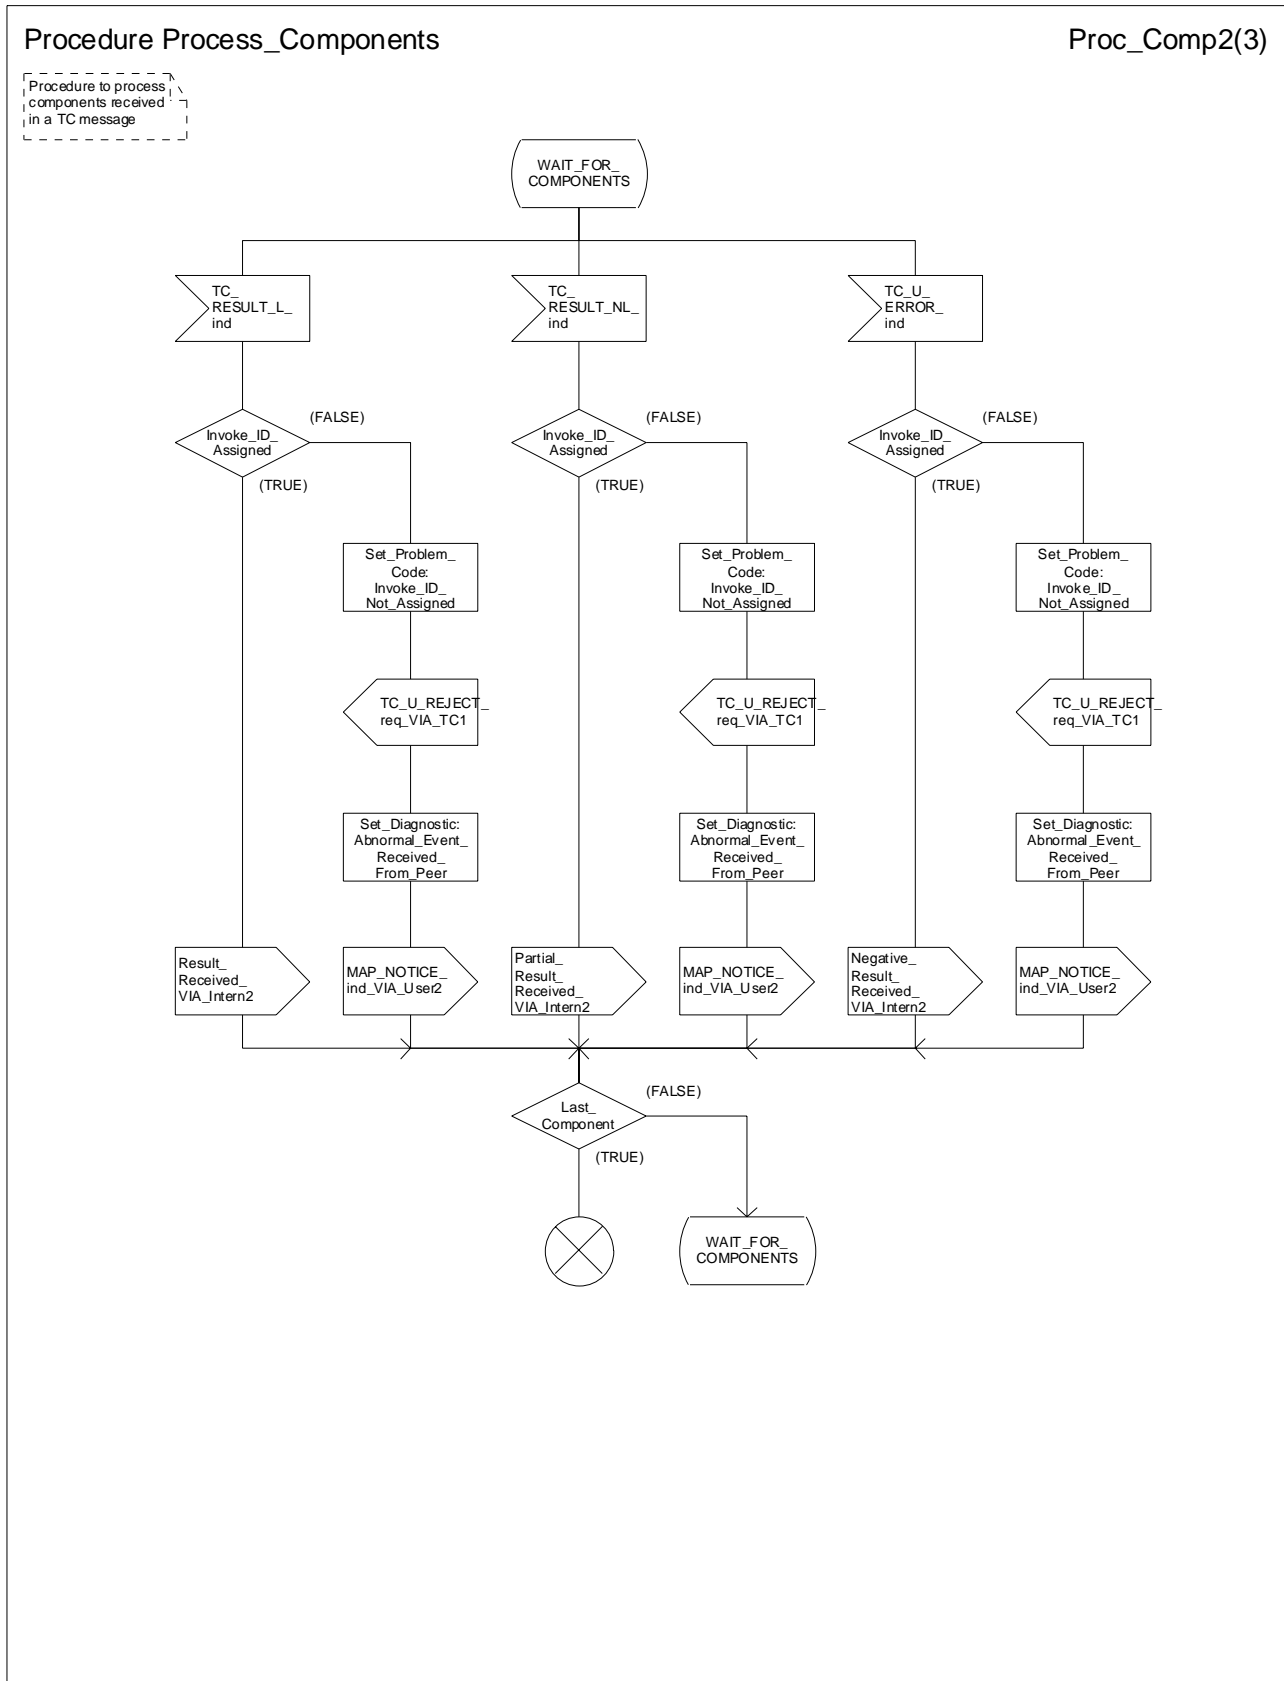 Procedure Process_Components
Proc_Comp2(3)
Procedure to process
components received
in a TC message
WAIT_FOR_
COMPONENTS
TC_
RESULT_L_
ind
TC_
RESULT_NL_
ind
TC_U_
ERROR_
ind
Invoke_ID_
Assigned
(FALSE)
(TRUE)
Invoke_ID_
Assigned
(FALSE)
(TRUE)
Invoke_ID_
Assigned
(FALSE)
(TRUE)
Set_Problem_
Code:
Invoke_ID_
Not_Assigned
Set_Problem_
Code:
Invoke_ID_
Not_Assigned
Set_Problem_
Code:
Invoke_ID_
Not_Assigned
TC_U_REJECT_
req_VIA_TC1
TC_U_REJECT_
req_VIA_TC1
TC_U_REJECT_
req_VIA_TC1
Set_Diagnostic:
Abnormal_Event_
Received_
From_Peer
Set_Diagnostic:
Abnormal_Event_
Received_
From_Peer
Set_Diagnostic:
Abnormal_Event_
Received_
From_Peer
Result_
Received_
VIA_Intern2
MAP_NOTICE_
ind_VIA_User2
Partial_
Result_
Received_
VIA_Intern2
MAP_NOTICE_
ind_VIA_User2
Negative_
Result_
Received_
VIA_Intern2
MAP_NOTICE_
ind_VIA_User2
Last_
Component
(FALSE)
(TRUE)
WAIT_FOR_
COMPONENTS